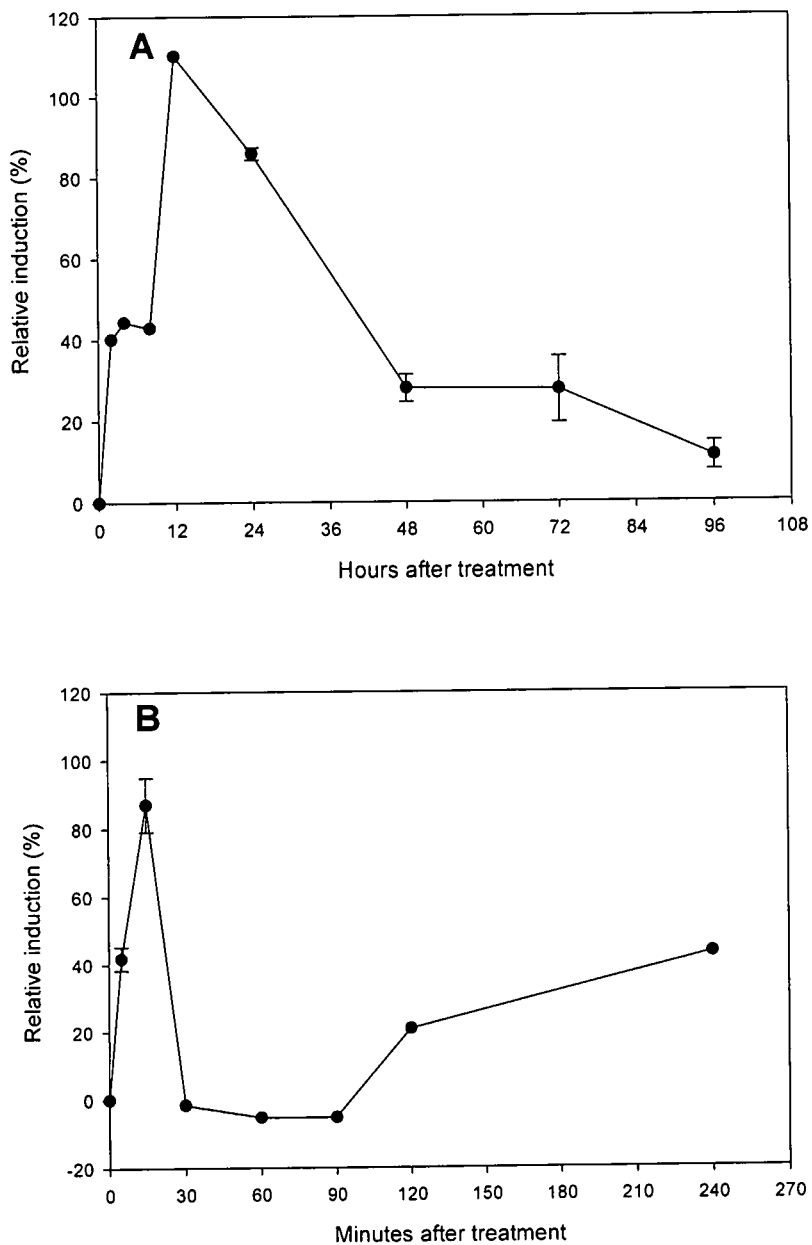 A
Relative induction (%)
120
100
80
60
40
20
0
0 12 24 36 48 60 72 84 96 108
Hours after treatment
B
Relative induction (%)
120
100
80
60
40
20
0
-20
0 30 60 90 120 150 180 210 240 270
Minutes after treatment